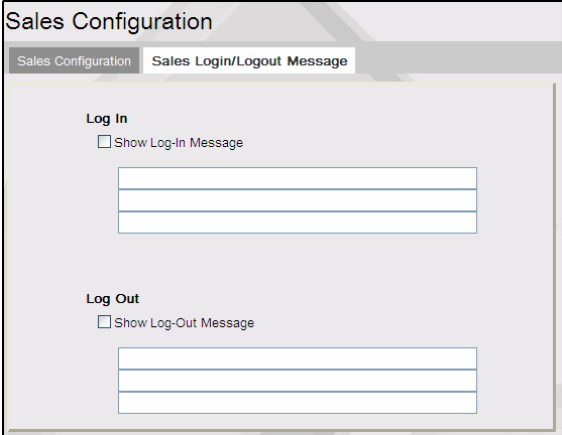 Sales Configuration
Sales Configuration Sales Login/Logout Message
Log In
Show Log-In Message
Log Out
Show Log-Out Message